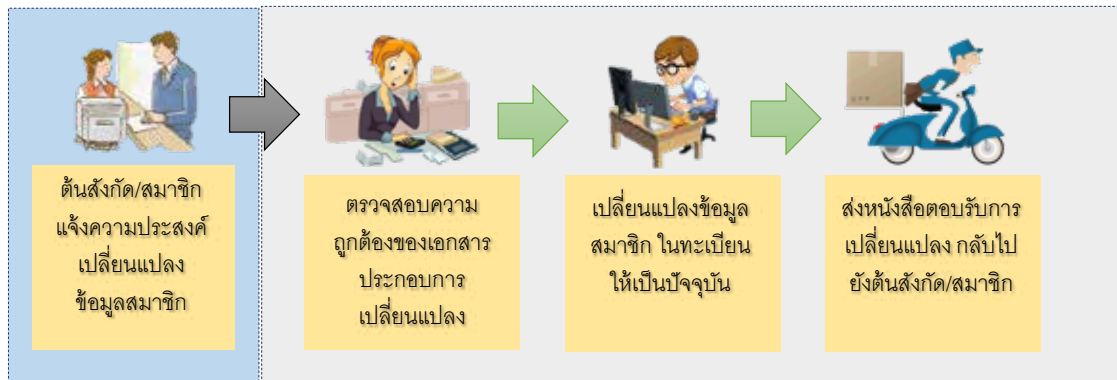 ต้นสังกัด/สมาชิก
แจ้งความประสงค์
เปลี่ยนแปลง
ข้อมูลสมาชิก
ตรวจสอบความ
ถูกต้องของเอกสาร
ประกอบการ
เปลี่ยนแปลง
เปลี่ยนแปลงข้อมูล
สมาชิก ในทะเบียน
ให้เป็นปัจจุบัน
ส่งหนังสือตอบรับการ
เปลี่ยนแปลง กลับไป
ยังต้นสังกัด/สมาชิก